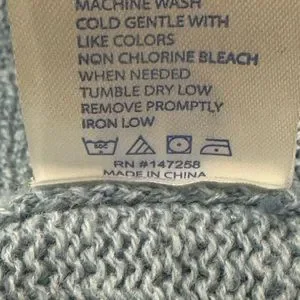 MACHINE WASH
COLD GENTLE WITH
LIKE COLORS
NON CHLORINE BLEACH
WHEN NEEDED
TUMBLE DRY LOW
REMOVE PROMPTLY
IRON LOW
RN #147258
MADE IN CHINA